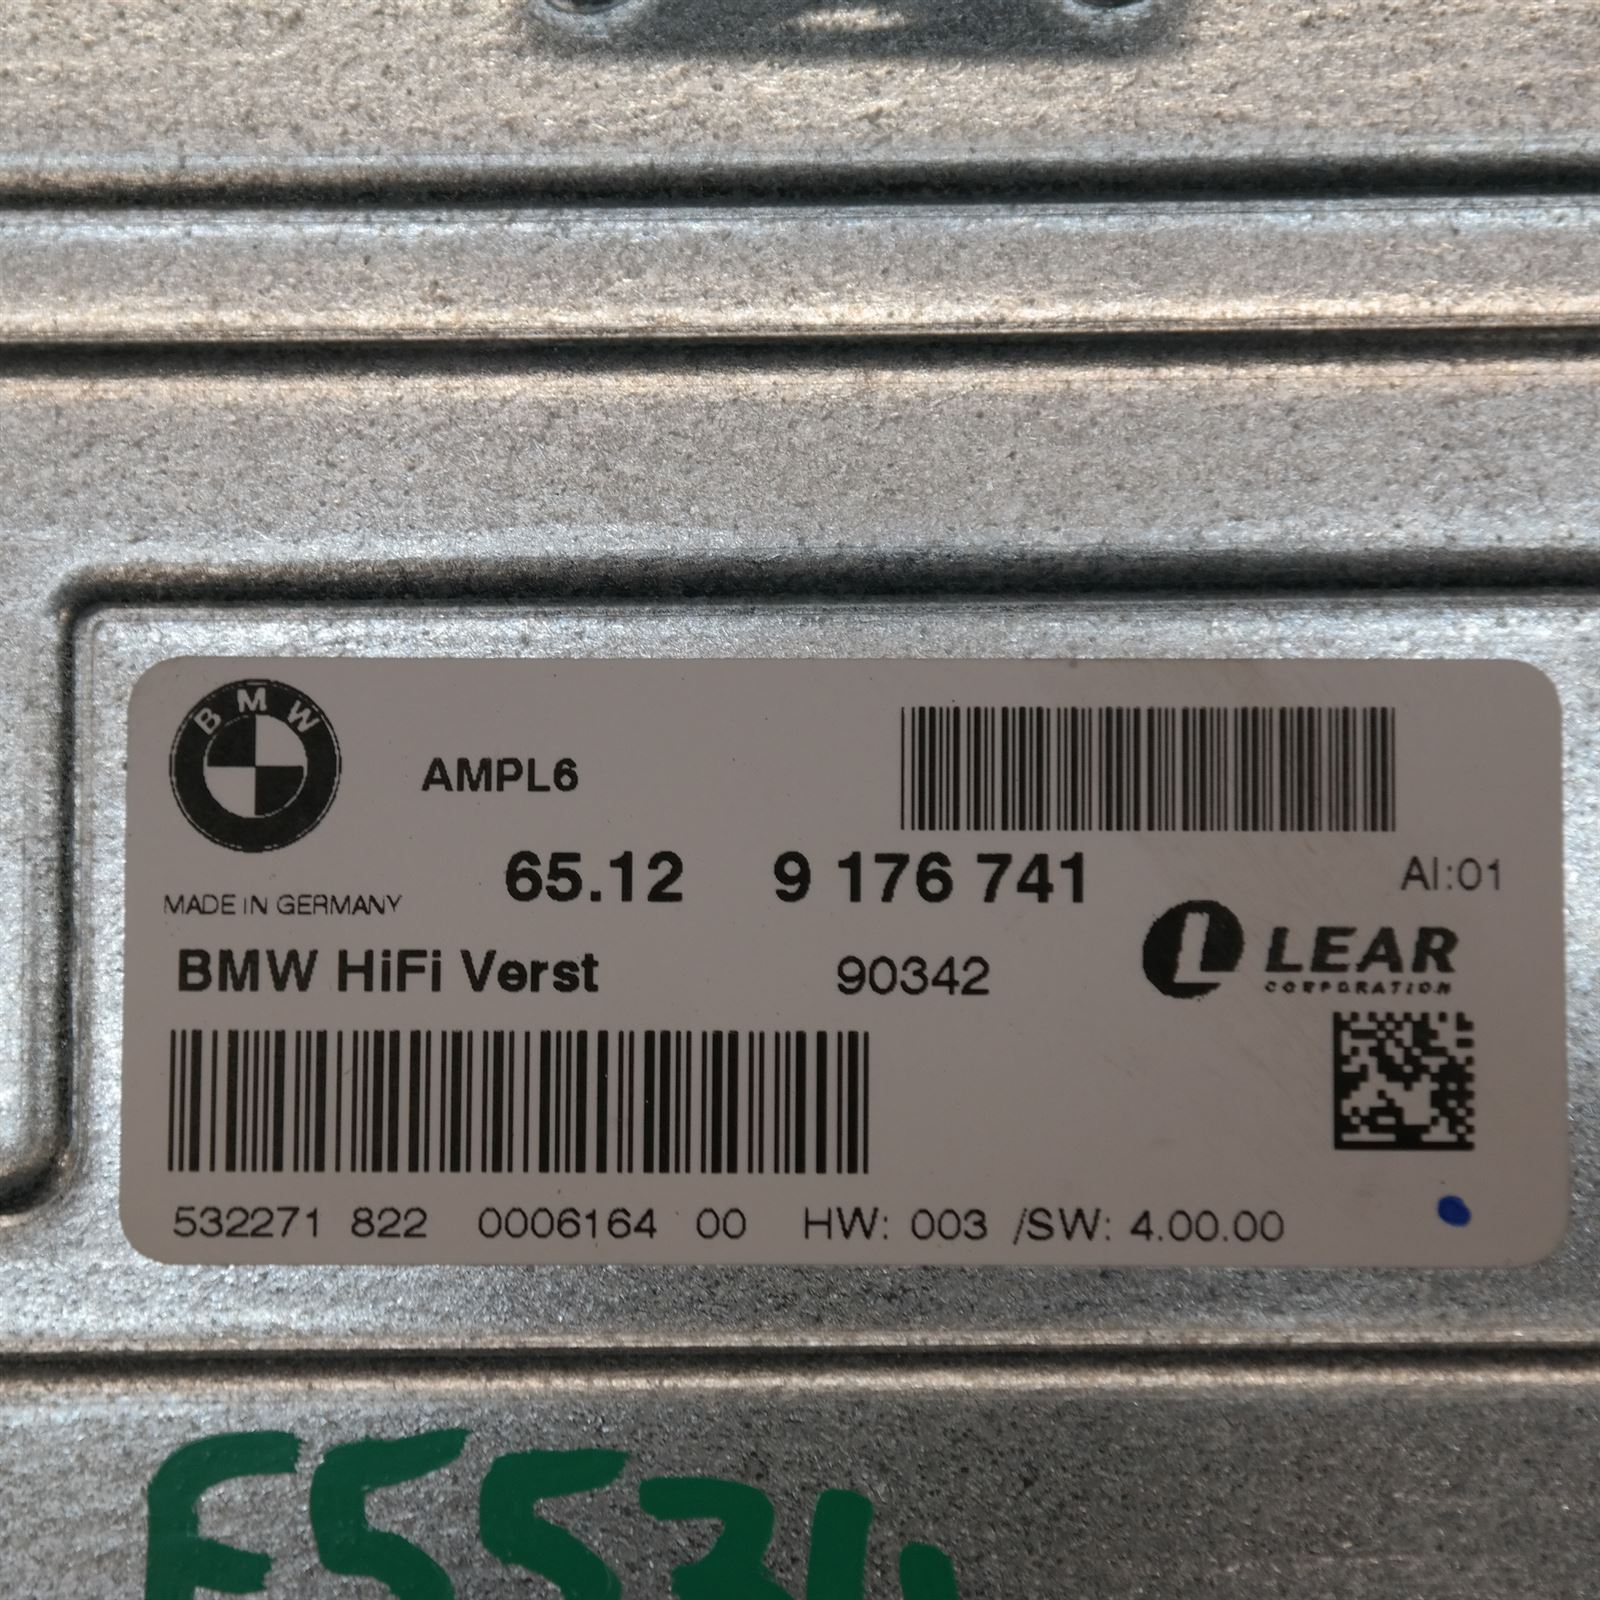 BMW
AMPL6
65.12 9 176 741
AI:01
MADE IN GERMANY
BMW HiFi Verst
90342
LEAR
CORPORATION
532271 822 0006164 00 HW: 003 /SW: 4.00.00